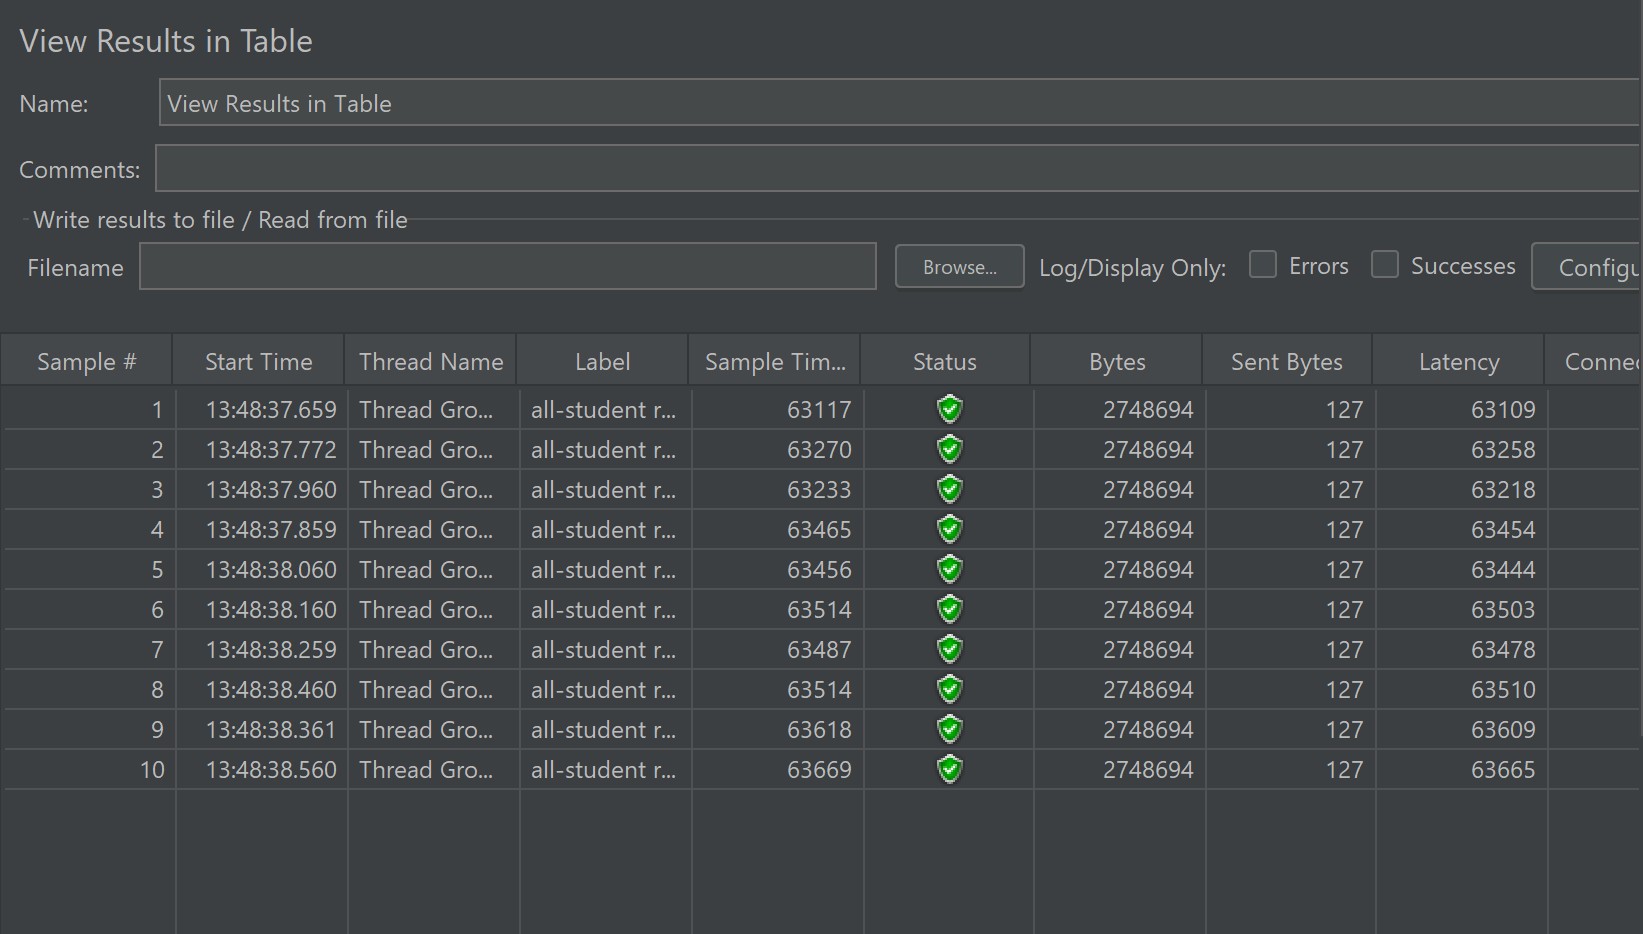 View Results in Table
Name: View Results in Table
Comments:
Write results to file / Read from file
Filename Browse... Log/Display Only: Errors Successes Configu
Sample # Start Time Thread Name Label Sample Tim... Status Bytes Sent Bytes Latency Connec
1 13:48:37.659 Thread Gro... all-student r... 63117 2748694 127 63109
2 13:48:37.772 Thread Gro... all-student r... 63270 2748694 127 63258
3 13:48:37.960 Thread Gro... all-student r... 63233 2748694 127 63218
4 13:48:37.859 Thread Gro... all-student r... 63465 2748694 127 63454
5 13:48:38.060 Thread Gro... all-student r... 63456 2748694 127 63444
6 13:48:38.160 Thread Gro... all-student r... 63514 2748694 127 63503
7 13:48:38.259 Thread Gro... all-student r... 63487 2748694 127 63478
8 13:48:38.460 Thread Gro... all-student r... 63514 2748694 127 63510
9 13:48:38.361 Thread Gro... all-student r... 63618 2748694 127 63609
10 13:48:38.560 Thread Gro... all-student r... 63669 2748694 127 63665